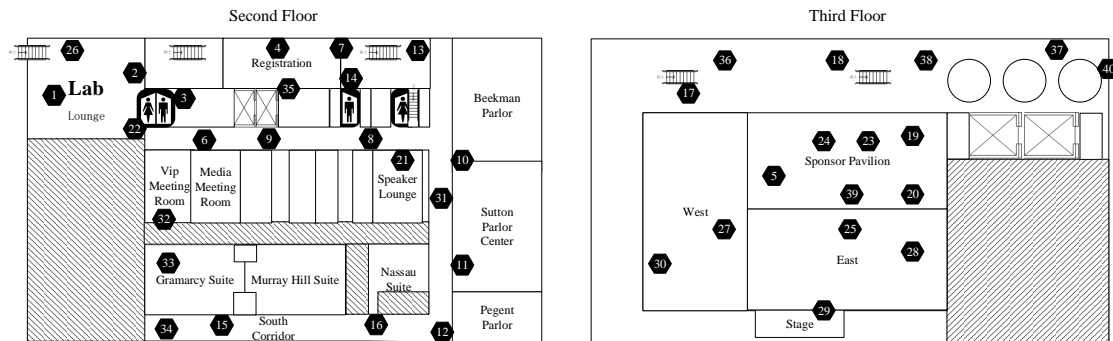 Second Floor
Third Floor
26
4
7
13
2
Registration
14
Lab
1
3
35
Lounge
22
6
9
8
Beekman
Parlor
21
10
Vip
Meeting
Room
Media
Meeting
Room
Speaker
Lounge
31
32
Sutton
Parlor
Center
33
Gramarcy Suite
Murray Hill Suite
Nassau
Suite
11
34
15
South
Corridor
16
12
Pegent
Parlor
36
18
38
37
40
17
24
23
19
Sponsor Pavilion
5
39
20
West
27
25
28
30
East
29
Stage